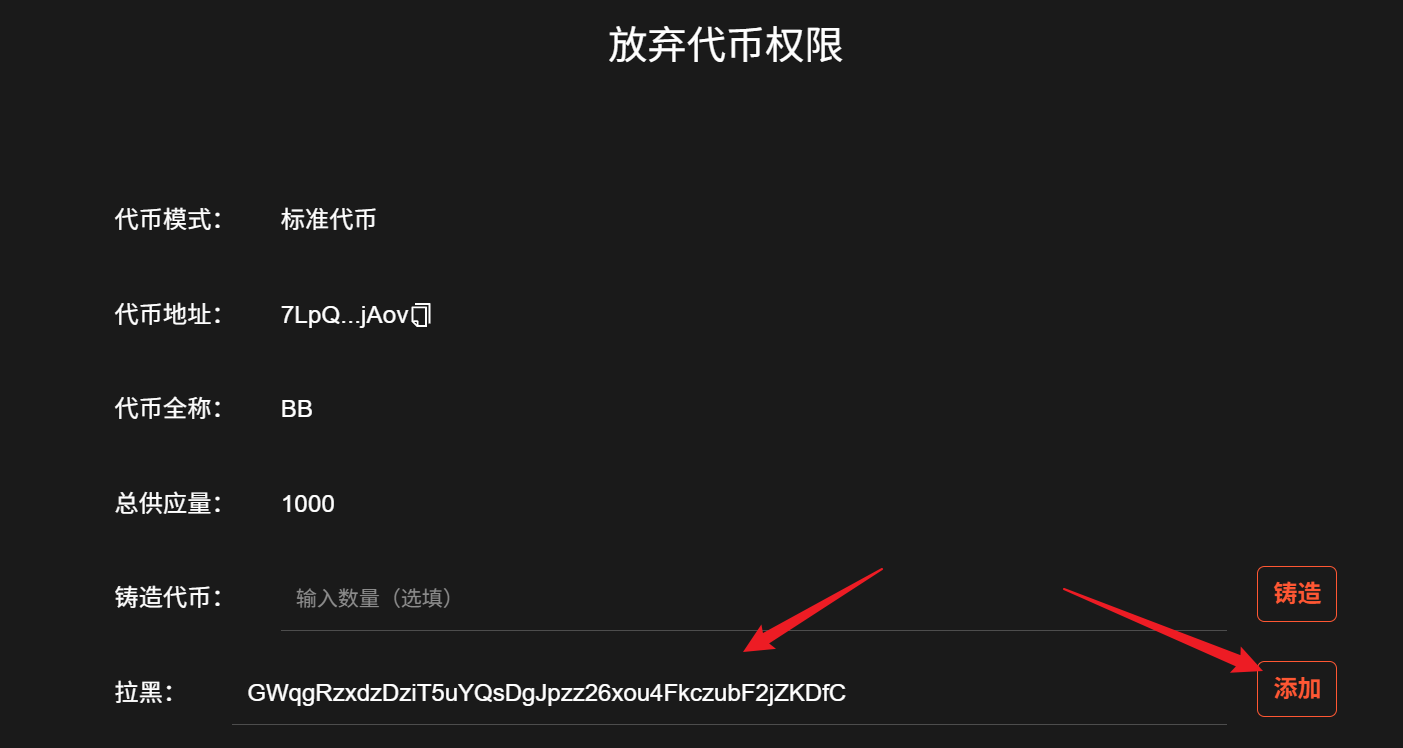 放弃代币权限
代币模式： 标准代币
代币地址： 7LpQ...jAov
代币全称： BB
总供应量： 1000
铸造代币： 输入数量（选填） 铸造
拉黑： GWqgRzxdzDziT5uYQsDgJpzz26xou4FkczubF2jZKDfC 添加